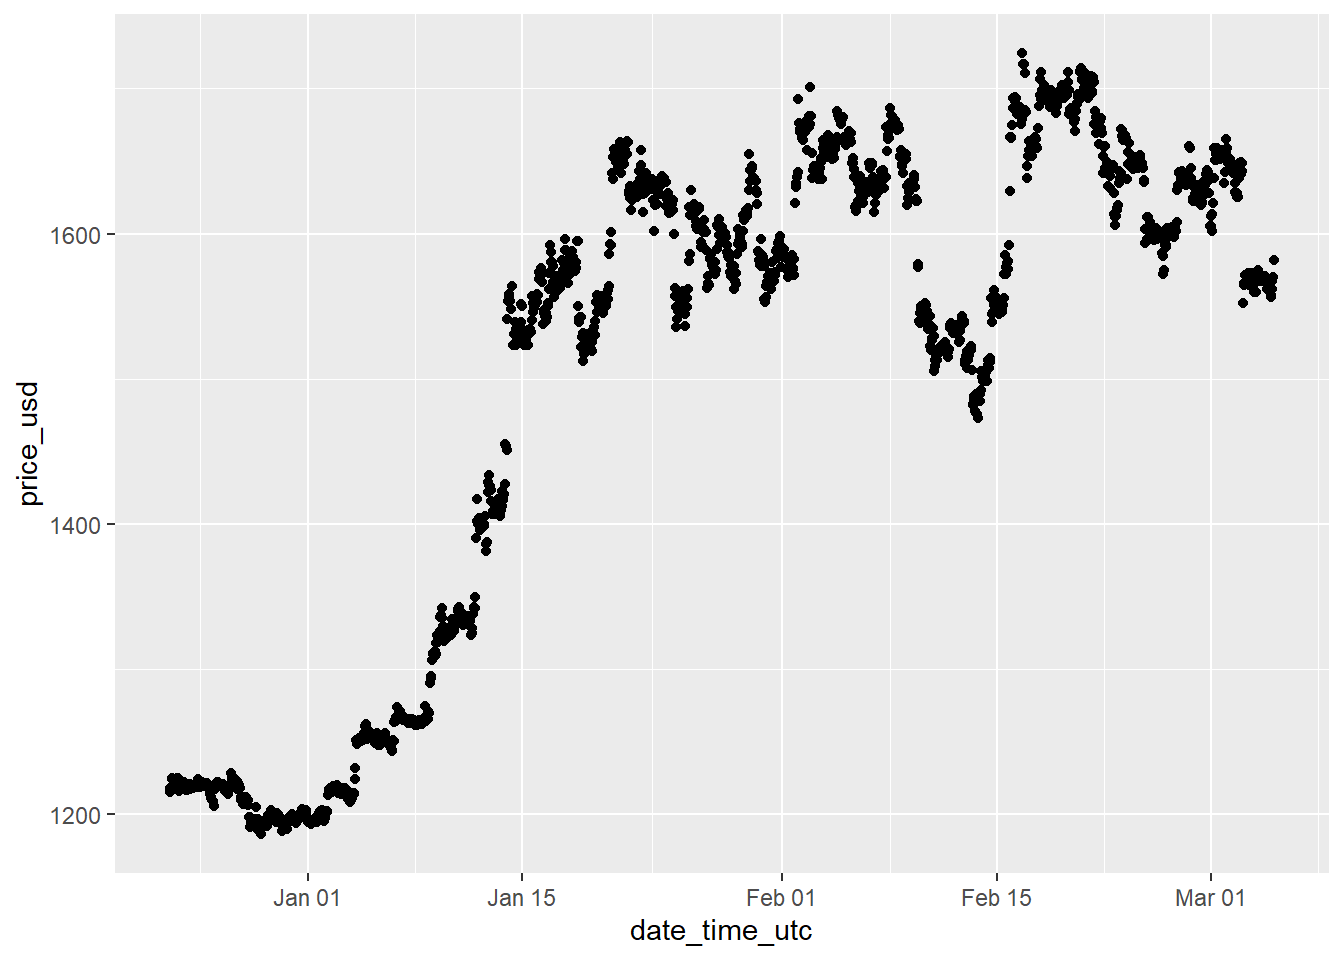 price_usd
1600
1400
1200
Jan 01
Jan 15
Feb 01
Feb 15
Mar 01
date_time_utc